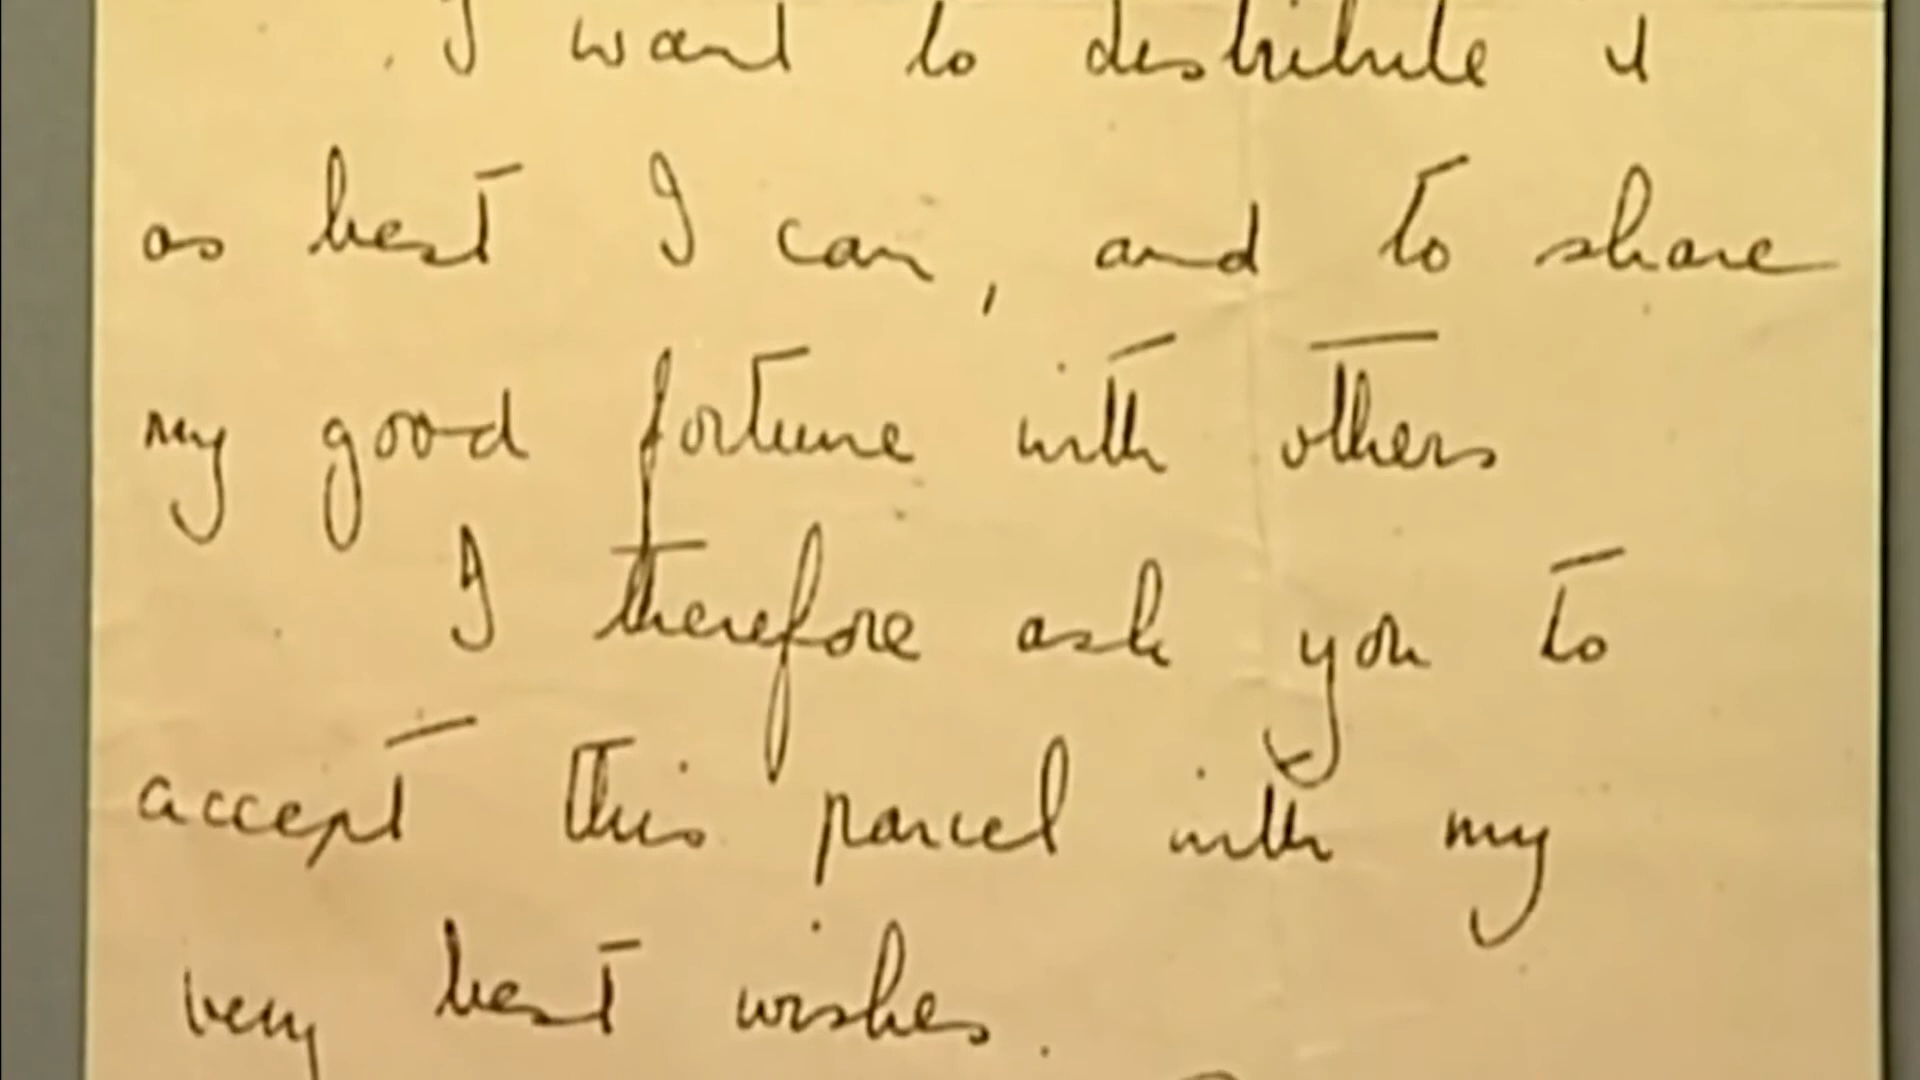 I want to distribute it
as best I can, and to share
my good fortune with others
I therefore ask you to
accept this parcel with my
very best wishes.